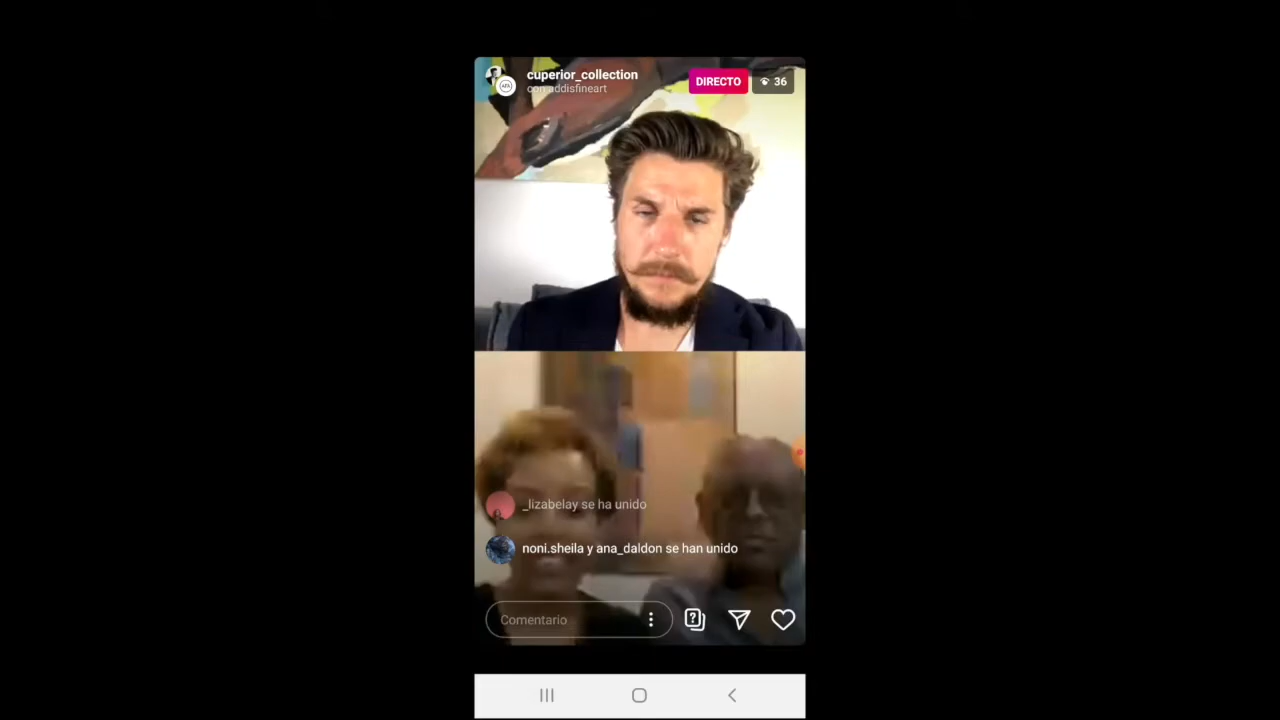 cuperior_collection
con addisfineart
DIRECTO
36
_lizabelay se ha unido
noni.sheila y ana_daldon se han unido
Comentario